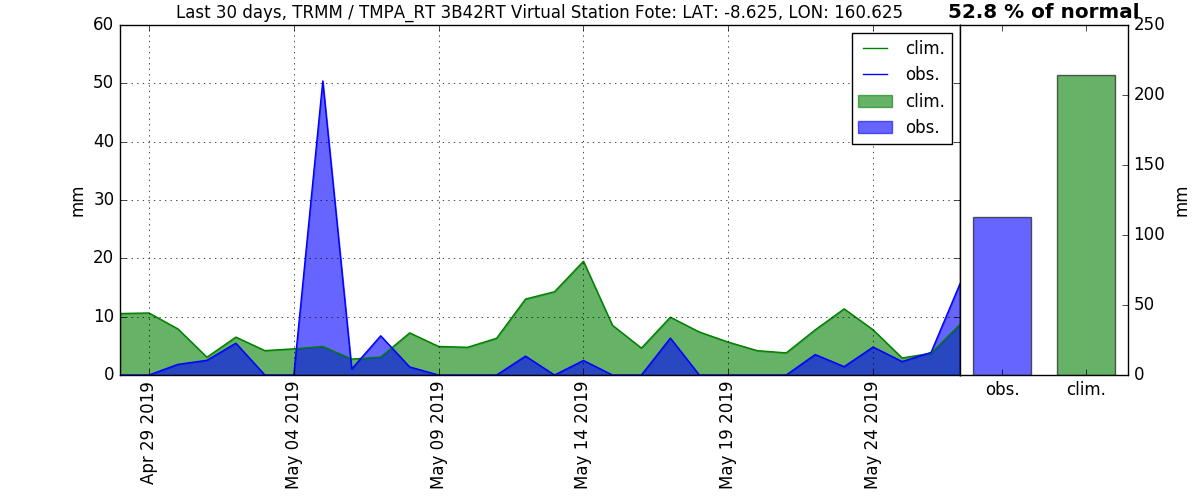 Last 30 days, TRMM / TMPA_RT 3B42RT Virtual Station Fote: LAT: -8.625, LON: 160.625
52.8 % of normal
60
50
40
30
20
10
0
mm
clim.
obs.
clim.
obs.
Apr 29 2019
May 04 2019
May 09 2019
May 14 2019
May 19 2019
May 24 2019
250
200
150
100
50
0
mm
obs.
clim.